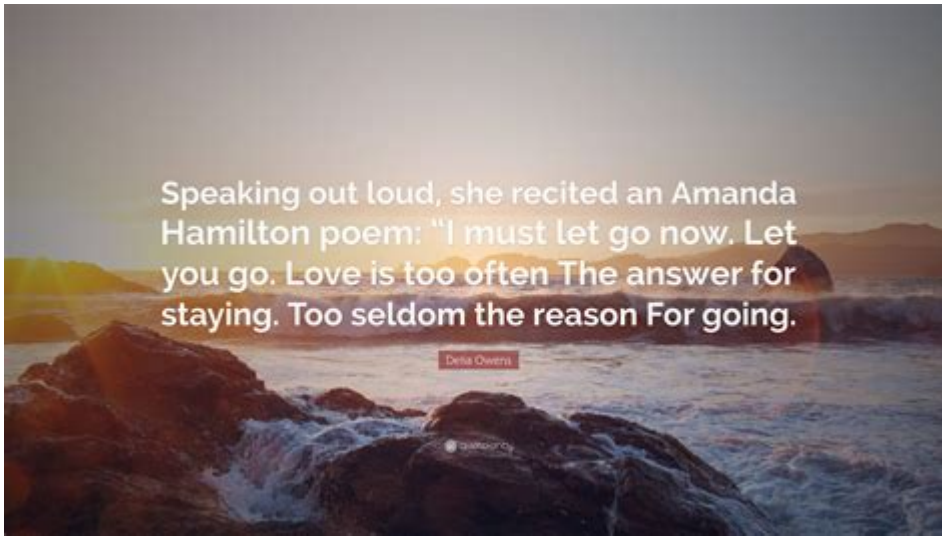 Speaking out loud, she recited an Amanda
Hamilton poem: “I must let go now. Let
you go. Love is too often The answer for
staying. Too seldom the reason For going.
Delia Owens
quotefancy